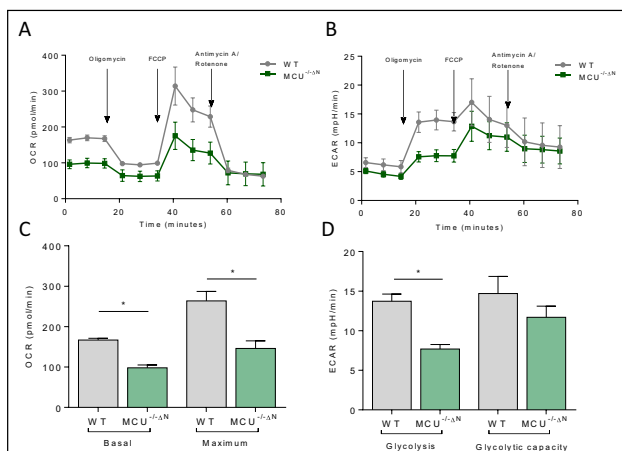 A
Oligomycin
FCCP
Antimycin A/
Rotenone
WT
MCU-/-ΔN
400
300
200
100
0
OCR (pmol/min)
0 20 40 60 80
Time (minutes)
B
Oligomycin
FCCP
Antimycin A/
Rotenone
WT
MCU-/-ΔN
25
20
15
10
5
0
ECAR (mpH/min)
0 20 40 60 80
Time (minutes)
C
400
300
200
100
0
OCR (pmol/min)
*
*
WT MCU-/-ΔN WT MCU-/-ΔN
Basal Maximum
D
20
15
10
5
0
ECAR (mpH/min)
*
WT MCU-/-ΔN WT MCU-/-ΔN
Glycolysis Glycolytic capacity